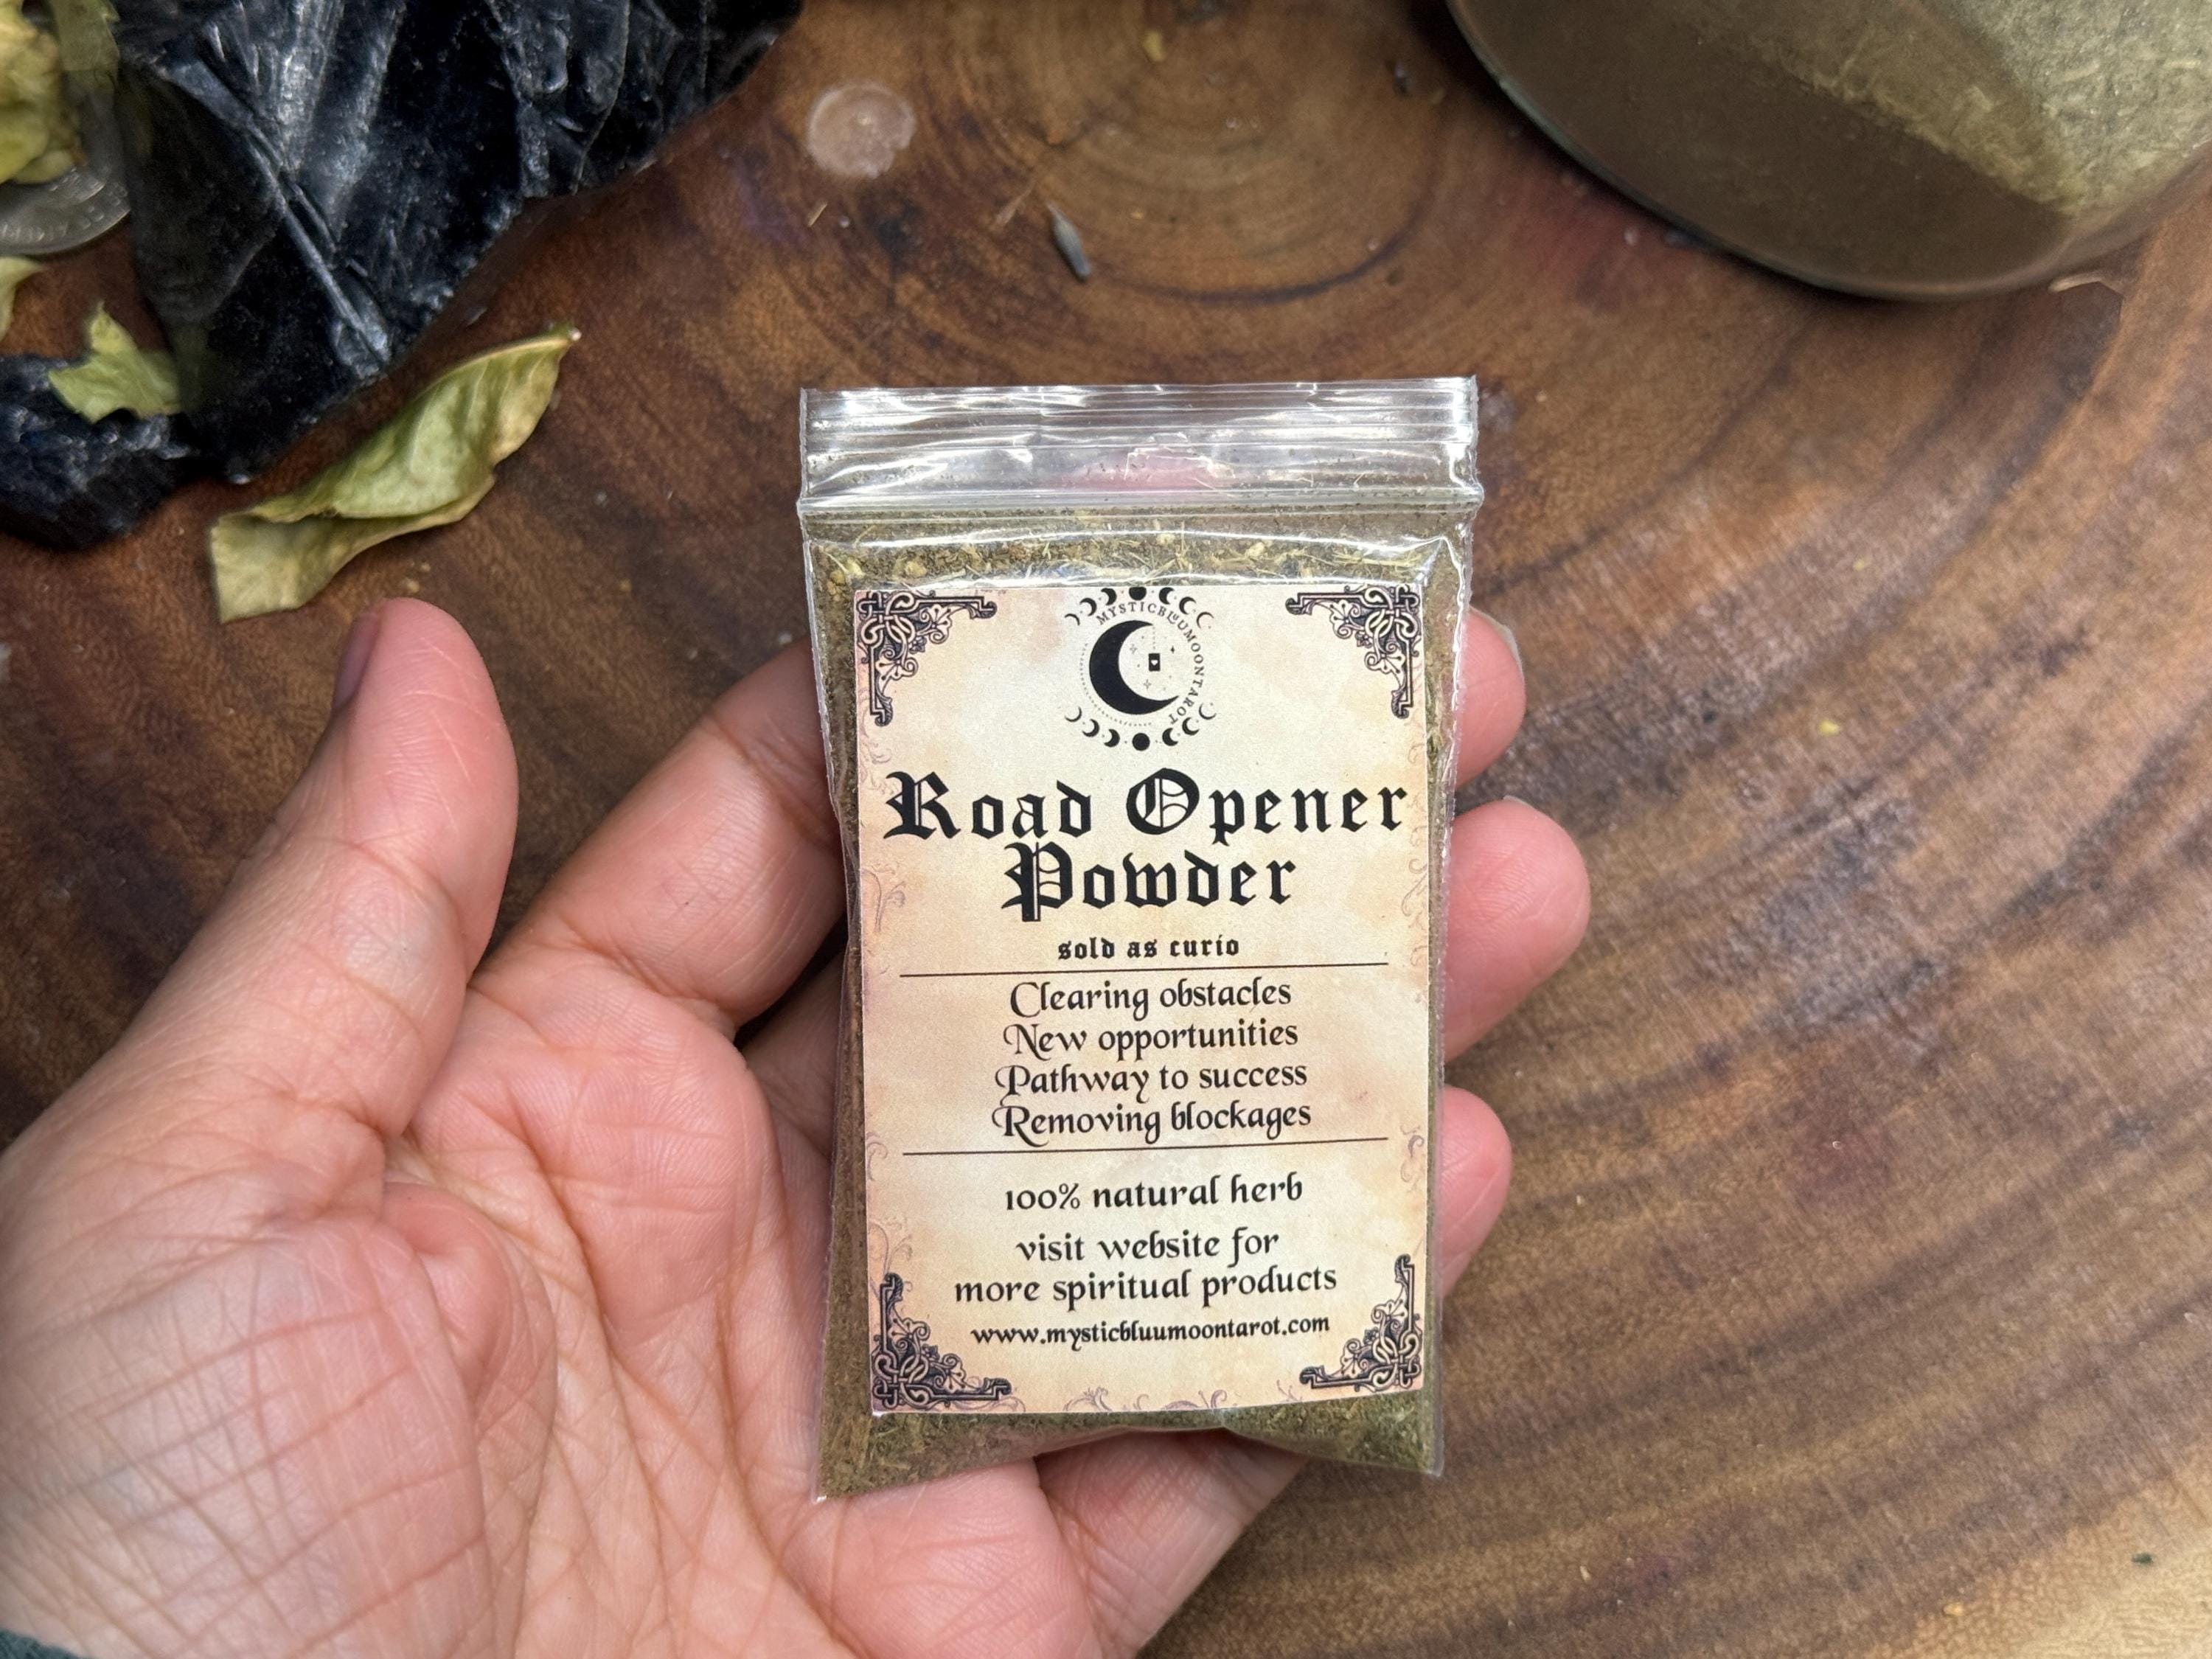 MYSTICBLUUMOONTAROT
Road Opener
Powder
sold as curio
Clearing obstacles
New opportunities
Pathway to success
Removing blockages
100% natural herb
visit website for
more spiritual products
www.mysticbluumoontarot.com